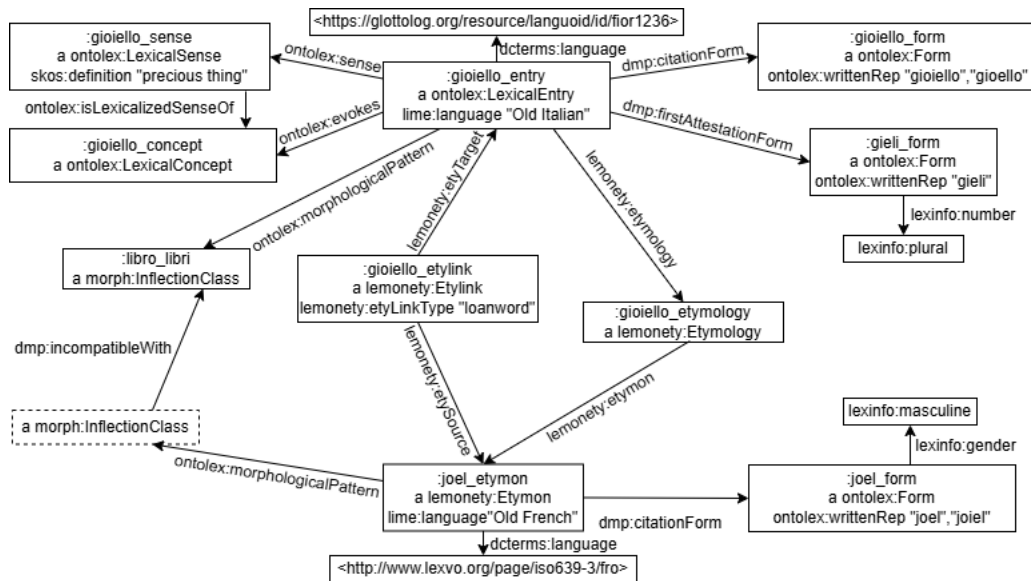 <https://glottolog.org/resource/languoid/id/fior1236>
:gioiello_sense
a ontolex:LexicalSense
skos:definition "precious thing"
ontolex:sense
dcterms:language
:gioiello_entry
a ontolex:LexicalEntry
lime:language "Old Italian"
dmp:citationForm
:gioiello_form
a ontolex:Form
ontolex:writtenRep "gioiello","gioello"
ontolex:isLexicalizedSenseOf
ontolex:evokes
dmp:firstAttestationForm
:gioiello_concept
a ontolex:LexicalConcept
:gieli_form
a ontolex:Form
ontolex:writtenRep "gieli"
ontolex:morphologicalPattern
lemonety:etyTarget
lemonety:etymology
lexinfo:number
lexinfo:plural
:libro_libri
a morph:InflectionClass
:gioiello_etylink
a lemonety:Etylink
lemonety:etyLinkType "loanword"
:gioiello_etymology
a lemonety:Etymology
dmp:incompatibleWith
lemonety:etySource
lemonety:etymon
a morph:InflectionClass
lexinfo:masculine
lexinfo:gender
ontolex:morphologicalPattern
:joel_etymon
a lemonety:Etymon
lime:language"Old French"
dmp:citationForm
:joel_form
a ontolex:Form
ontolex:writtenRep "joel","joiel"
dcterms:language
<http://www.lexvo.org/page/iso639-3/fro>